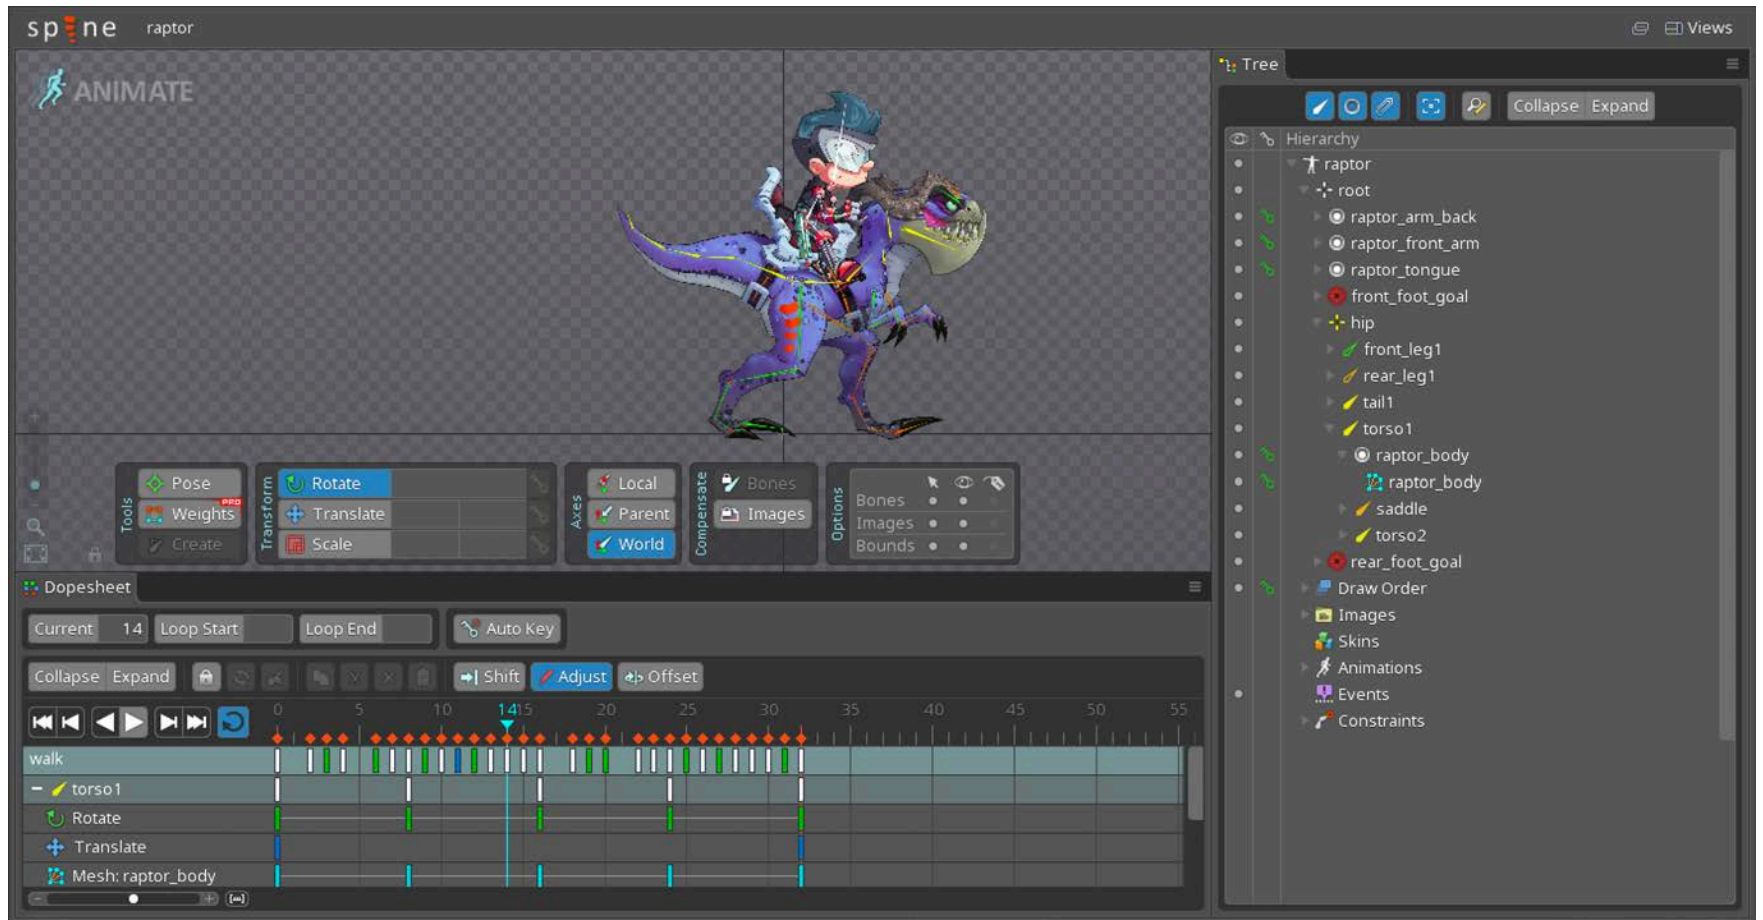 spine raptor Views
ANIMATE
Tree
Collapse Expand
Hierarchy
raptor
root
raptor_arm_back
raptor_front_arm
raptor_tongue
front_foot_goal
hip
front_leg1
rear_leg1
tail1
torso1
raptor_body
raptor_body
saddle
torso2
rear_foot_goal
Draw Order
Images
Skins
Animations
Events
Constraints
Tools
Pose
Weights PRO
Create
Transform
Rotate
Translate
Scale
Axes
Local
Parent
World
Compensate
Bones
Images
Options
Bones
Images
Bounds
Dopesheet
Current 14 Loop Start Loop End Auto Key
Collapse Expand Shift Adjust Offset
0 5 10 14 15 20 25 30 35 40 45 50 55
walk
torso1
Rotate
Translate
Mesh: raptor_body